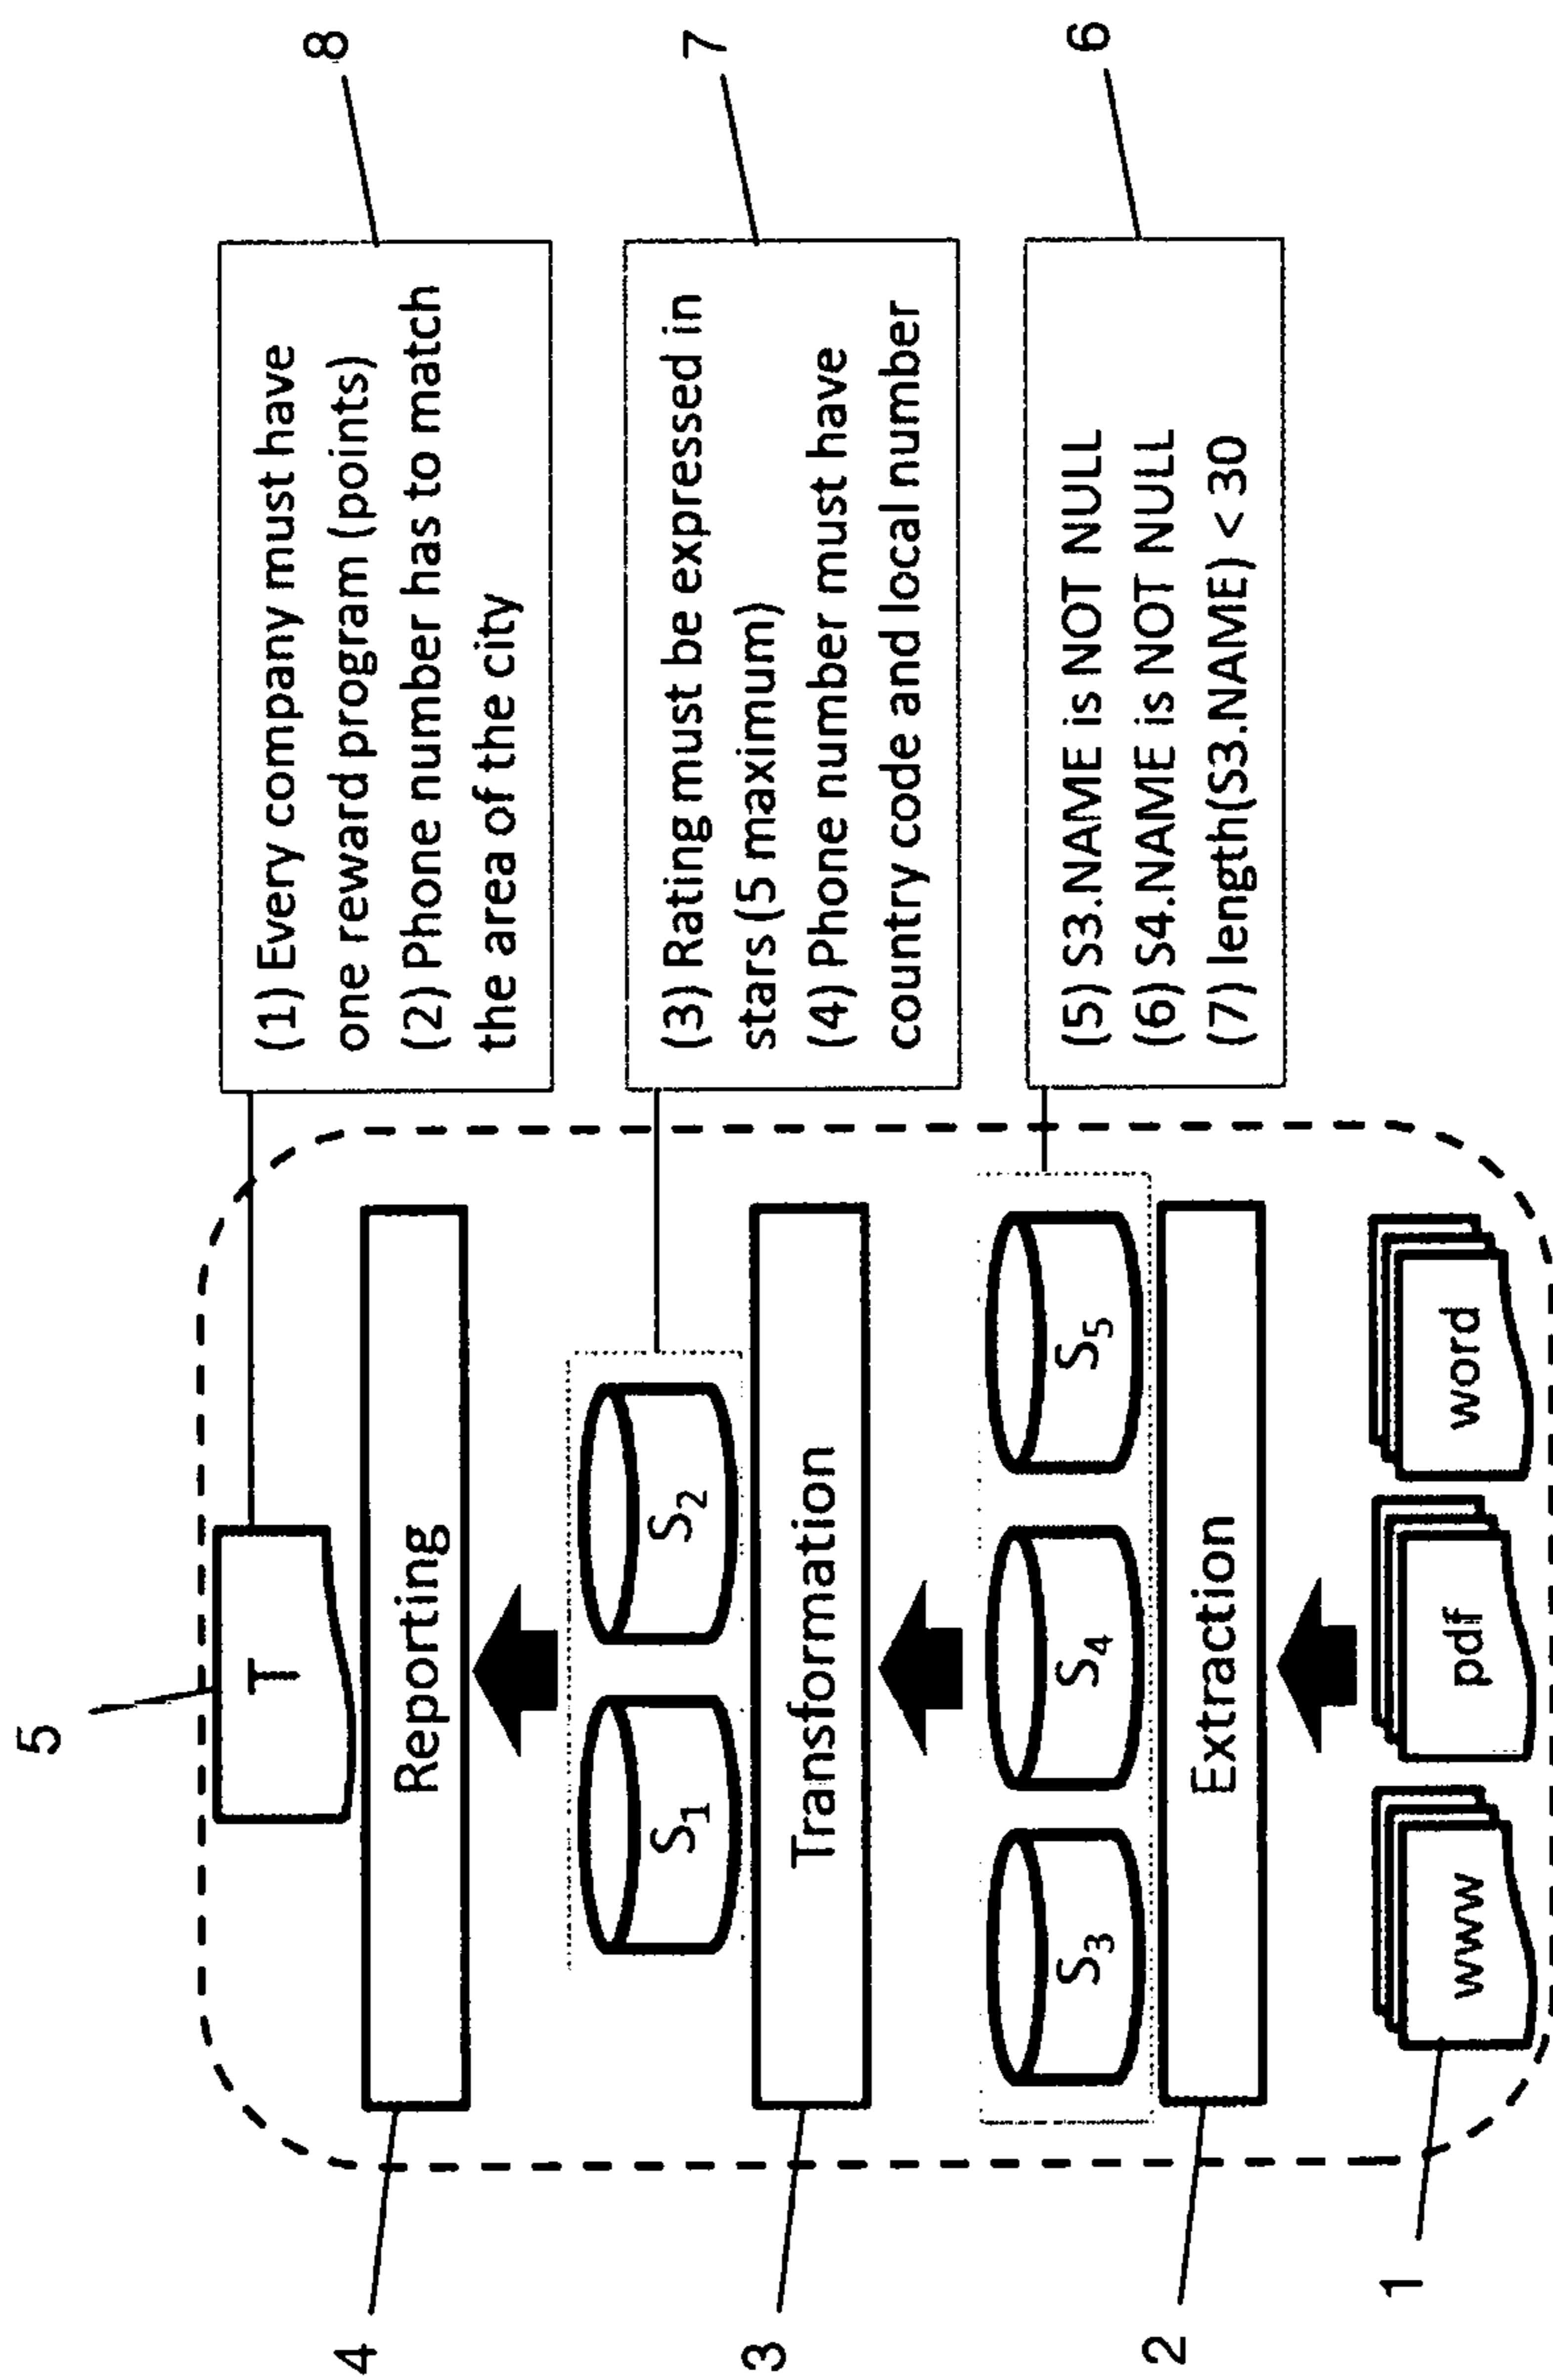 5
8
T
(1) Every company must have
one reward program (points)
(2) Phone number has to match
the area of the city
4
Reporting
7
S1
S2
(3) Rating must be expressed in
stars (5 maximum)
(4) Phone number must have
country code and local number
3
Transformation
6
S3
S4
S5
(5) S3.NAME is NOT NULL
(6) S4.NAME is NOT NULL
(7) length(S3.NAME) < 30
2
Extraction
1
www
pdf
word